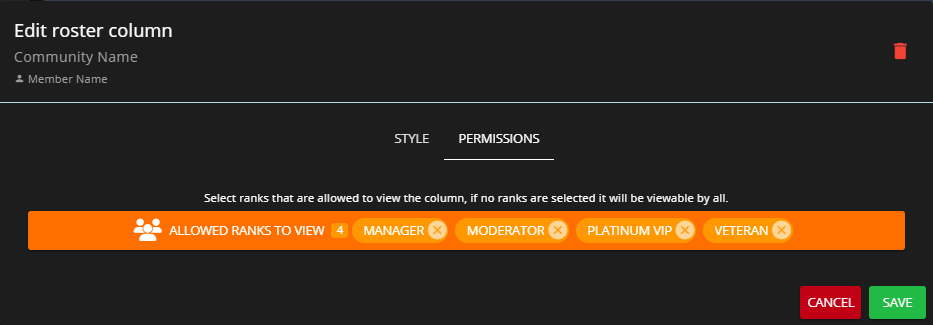 Edit roster column
Community Name
Member Name
STYLE PERMISSIONS
Select ranks that are allowed to view the column, if no ranks are selected it will be viewable by all.
ALLOWED RANKS TO VIEW 4 MANAGER MODERATOR PLATINUM VIP VETERAN
CANCEL SAVE